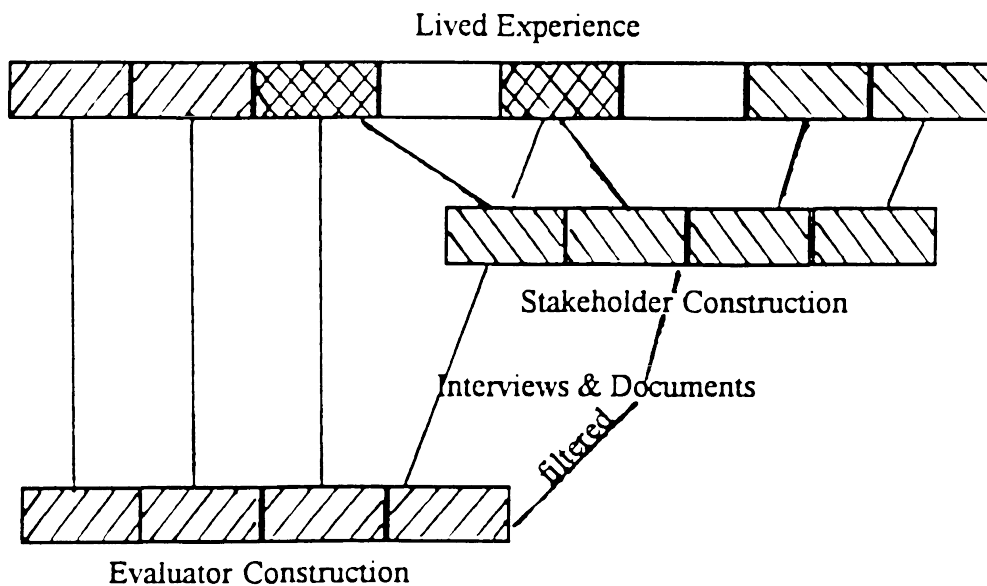 Lived Experience
Stakeholder Construction
Interviews & Documents
filtered
Evaluator Construction